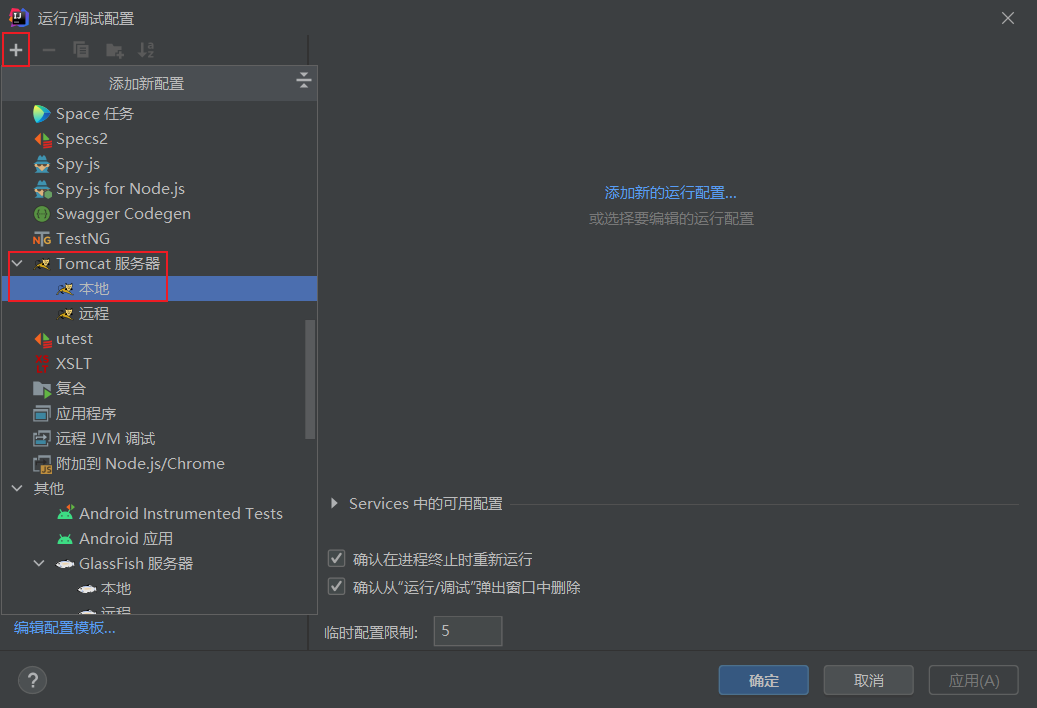 运行/调试配置
添加新配置
Space 任务
Specs2
Spy-js
Spy-js for Node.js
Swagger Codegen
TestNG
Tomcat 服务器
本地
远程
utest
XSLT
复合
应用程序
远程 JVM 调试
附加到 Node.js/Chrome
其他
Android Instrumented Tests
Android 应用
GlassFish 服务器
本地
远程
编辑配置模板...
添加新的运行配置...
或选择要编辑的运行配置
Services 中的可用配置
确认在进程终止时重新运行
确认从“运行/调试”弹出窗口中删除
临时配置限制: 5
? 确定 取消 应用(A)